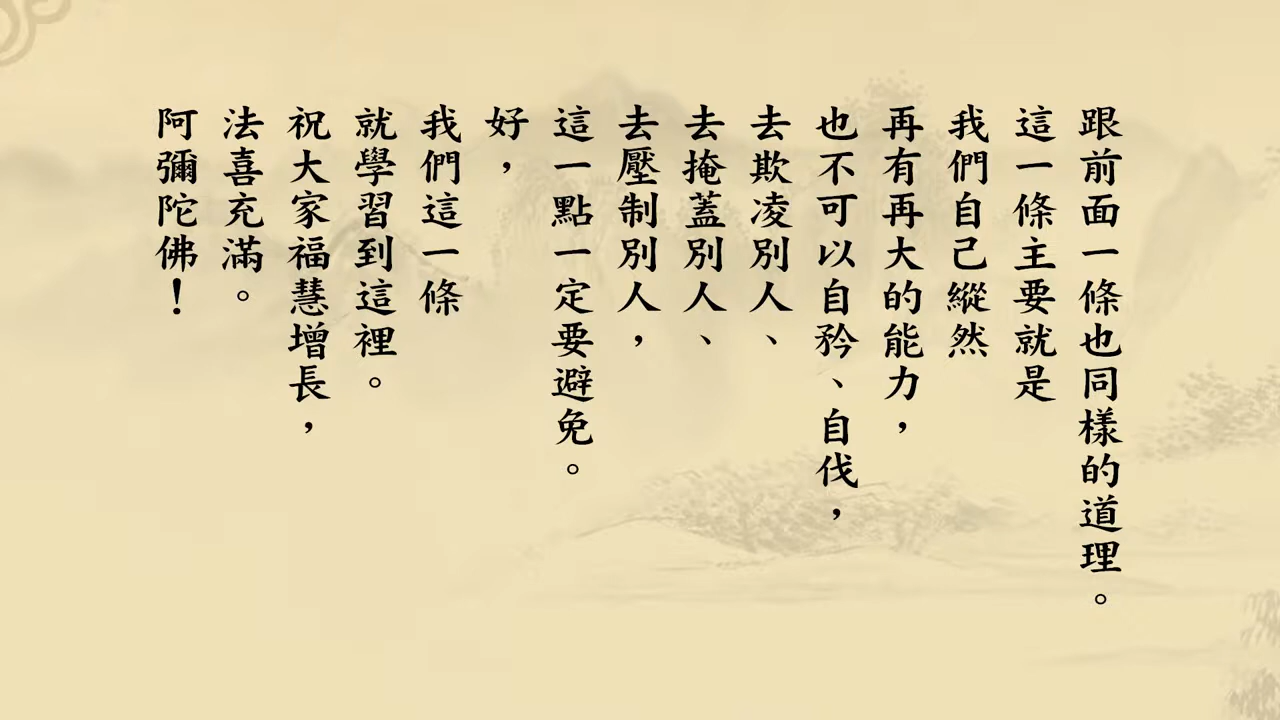 跟前面一條也同樣的道理。
這一條主要就是
我們自己縱然
再有再大的能力，
也不可以自矜、自伐，
去欺凌別人、
去掩蓋別人、
去壓制別人，
這一點一定要避免。
好，
我們這一條
就學習到這裡。
祝大家福慧增長，
法喜充滿。
阿彌陀佛！